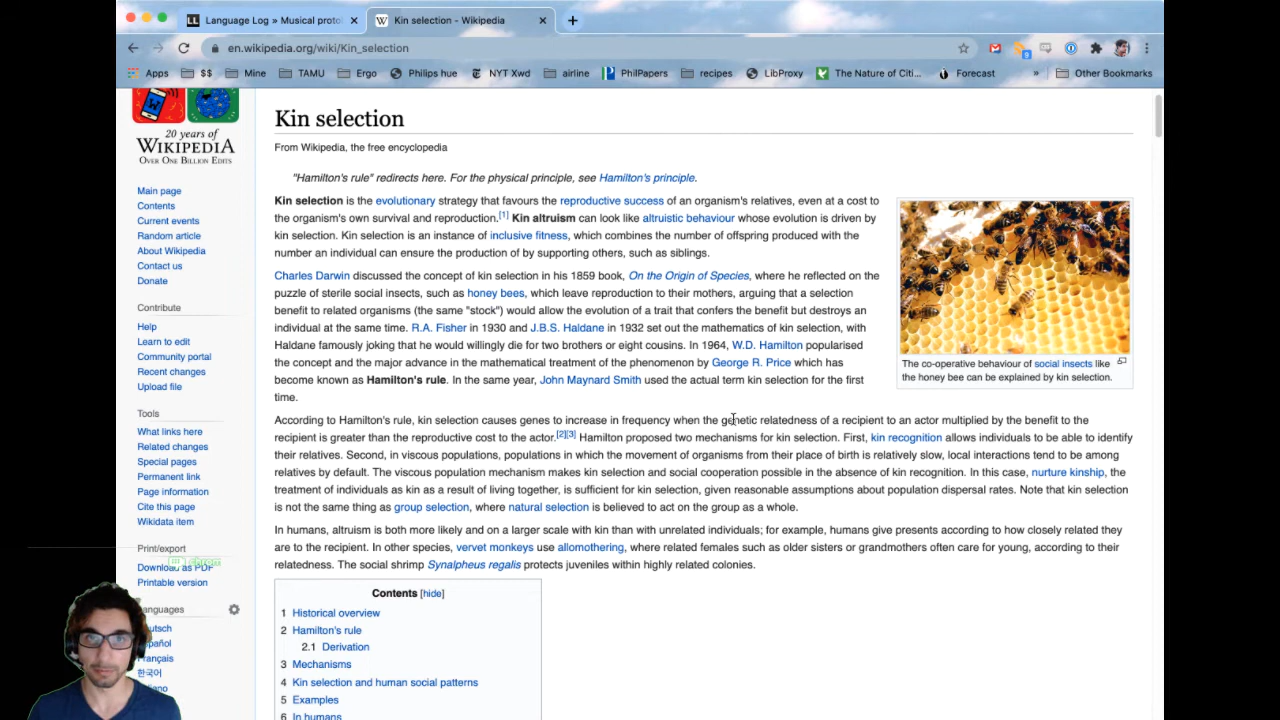 Language Log » Musical proto
Kin selection - Wikipedia
en.wikipedia.org/wiki/Kin_selection
Apps $$ Mine TAMU Ergo Philips hue NYT Xwd airline PhilPapers recipes LibProxy The Nature of Citi... Forecast » Other Bookmarks
20 years of
WIKIPEDIA
OVER ONE BILLION EDITS
Main page
Contents
Current events
Random article
About Wikipedia
Contact us
Donate
Contribute
Help
Learn to edit
Community portal
Recent changes
Upload file
Tools
What links here
Related changes
Special pages
Permanent link
Page information
Cite this page
Wikidata item
Print/export
Download as PDF
Printable version
Languages
Deutsch
Español
Français
한국어
Italiano
Kin selection
From Wikipedia, the free encyclopedia
"Hamilton's rule" redirects here. For the physical principle, see Hamilton's principle.
Kin selection is the evolutionary strategy that favours the reproductive success of an organism's relatives, even at a cost to
the organism's own survival and reproduction.[1] Kin altruism can look like altruistic behaviour whose evolution is driven by
kin selection. Kin selection is an instance of inclusive fitness, which combines the number of offspring produced with the
number an individual can ensure the production of by supporting others, such as siblings.
Charles Darwin discussed the concept of kin selection in his 1859 book, On the Origin of Species, where he reflected on the
puzzle of sterile social insects, such as honey bees, which leave reproduction to their mothers, arguing that a selection
benefit to related organisms (the same "stock") would allow the evolution of a trait that confers the benefit but destroys an
individual at the same time. R.A. Fisher in 1930 and J.B.S. Haldane in 1932 set out the mathematics of kin selection, with
Haldane famously joking that he would willingly die for two brothers or eight cousins. In 1964, W.D. Hamilton popularised
the concept and the major advance in the mathematical treatment of the phenomenon by George R. Price which has
become known as Hamilton's rule. In the same year, John Maynard Smith used the actual term kin selection for the first
time.
The co-operative behaviour of social insects like
the honey bee can be explained by kin selection.
According to Hamilton's rule, kin selection causes genes to increase in frequency when the genetic relatedness of a recipient to an actor multiplied by the benefit to the
recipient is greater than the reproductive cost to the actor.[2][3] Hamilton proposed two mechanisms for kin selection. First, kin recognition allows individuals to be able to identify
their relatives. Second, in viscous populations, populations in which the movement of organisms from their place of birth is relatively slow, local interactions tend to be among
relatives by default. The viscous population mechanism makes kin selection and social cooperation possible in the absence of kin recognition. In this case, nurture kinship, the
treatment of individuals as kin as a result of living together, is sufficient for kin selection, given reasonable assumptions about population dispersal rates. Note that kin selection
is not the same thing as group selection, where natural selection is believed to act on the group as a whole.
In humans, altruism is both more likely and on a larger scale with kin than with unrelated individuals; for example, humans give presents according to how closely related they
are to the recipient. In other species, vervet monkeys use allomothering, where related females such as older sisters or grandmothers often care for young, according to their
relatedness. The social shrimp Synalpheus regalis protects juveniles within highly related colonies.
Contents [hide]
1 Historical overview
2 Hamilton's rule
2.1 Derivation
3 Mechanisms
4 Kin selection and human social patterns
5 Examples
6 In humans